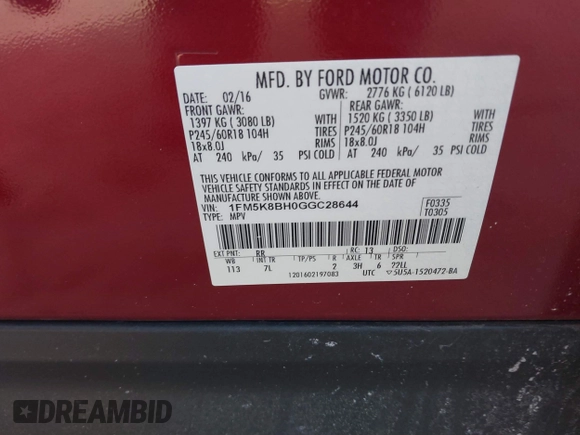 MFD. BY FORD MOTOR CO.
DATE: 02/16 GVWR: 2776 KG ( 6120 LB)
FRONT GAWR: REAR GAWR:
1397 KG ( 3080 LB) 1520 KG ( 3350 LB)
P245/60R18 104H TIRES P245/60R18 104H
18x8.0J RIMS 18x8.0J
AT 240 kPa/ 35 PSI COLD AT 240 kPa/ 35 PSI COLD
THIS VEHICLE CONFORMS TO ALL APPLICABLE FEDERAL MOTOR
VEHICLE SAFETY STANDARDS IN EFFECT ON THE DATE OF
MANUFACTURE SHOWN ABOVE.
VIN: 1FM5K8BH0GGC28644 F0335
TYPE: MPV T0305
EXT PNT: RR RC: 13 DSO:
WB INT TR TP/PS R AXLE TR SPR
113 7L 2 3H 6 22LL
1201602197083 UTC 5U5A-1520472-BA
DREAMBID